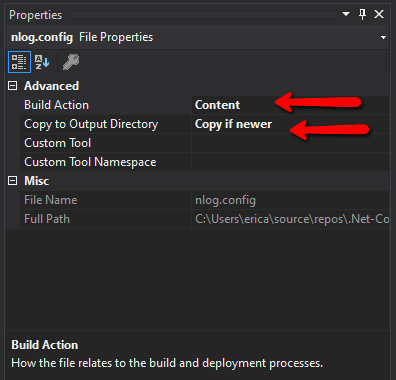 Properties
nlog.config File Properties
Advanced
Build Action Content
Copy to Output Directory Copy if newer
Custom Tool
Custom Tool Namespace
Misc
File Name nlog.config
Full Path C:\Users\erica\source\repos\.Net-Co
Build Action
How the file relates to the build and deployment processes.